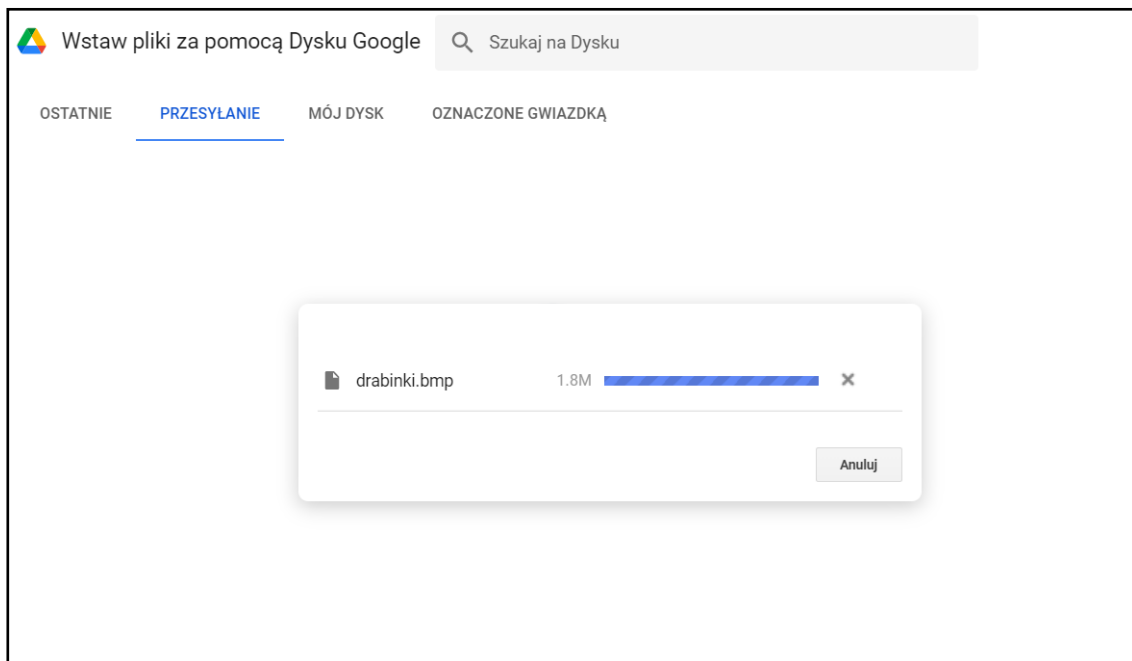 Wstaw pliki za pomocą Dysku Google
Szukaj na Dysku
OSTATNIE PRZESYŁANIE MÓJ DYSK OZNACZONE GWIAZDKĄ
drabinki.bmp 1.8M
Anuluj